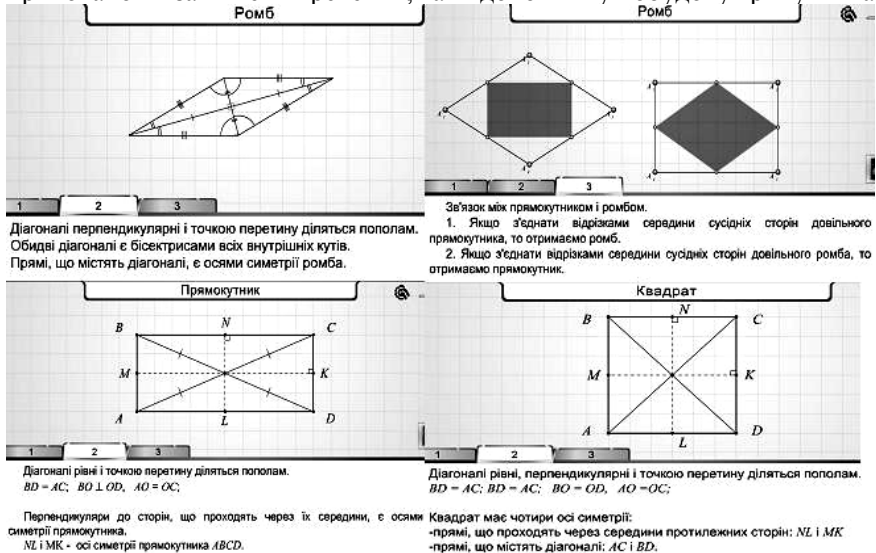 Ромб
1 2 3
Діагоналі перпендикулярні і точкою перетину діляться пополам.
Обидві діагоналі є бісектрисами всіх внутрішніх кутів.
Прямі, що містять діагоналі, є осями симетрії ромба.
Ромб
1 2 3
Зв'язок між прямокутником і ромбом.
1. Якщо з'єднати відрізками середини сусідніх сторін довільного
прямокутника, то отримаємо ромб.
2. Якщо з'єднати відрізками середини сусідніх сторін довільного ромба, то
отримаємо прямокутник.
Прямокутник
B N C
M K
A L D
1 2 3
Діагоналі рівні і точкою перетину діляться пополам.
BD = AC; BO ⊥ OD, AO = OC;
Перпендикуляри до сторін, що проходять через їх середини, є осями
симетрії прямокутника.
NL і МК - осі симетрії прямокутника ABCD.
Квадрат
B N C
M K
A L D
1 2 3
Діагоналі рівні, перпендикулярні і точкою перетину діляться пополам.
BD = AC; BD = AC; BO = OD, AO =OC;
Квадрат має чотири осі симетрії:
-прямі, що проходять через середини протилежних сторін: NL і MK
-прямі, що містять діагоналі: AC і BD.